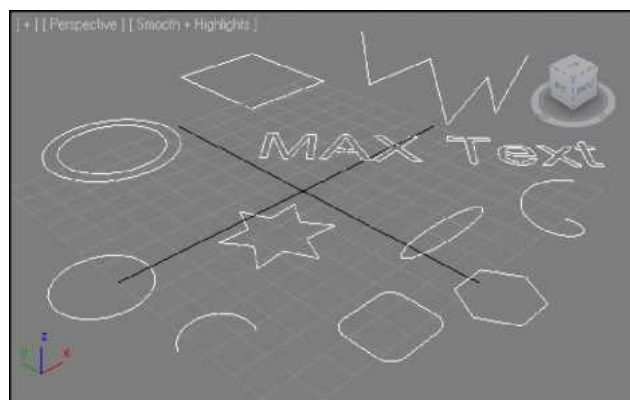 [ + ] [ Perspective ] [ Smooth + Highlights ]
MAX Text
Z
X